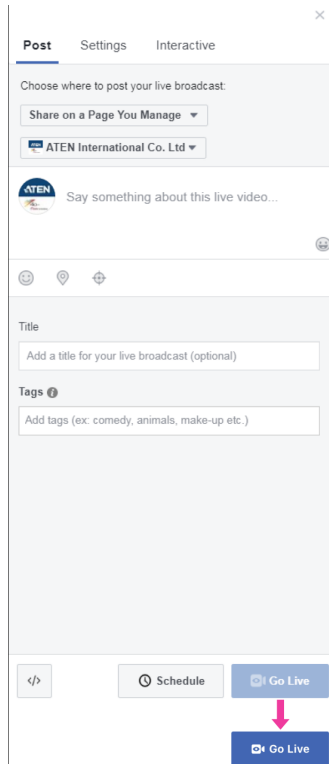 Post Settings Interactive
Choose where to post your live broadcast:
Share on a Page You Manage
ATEN International Co. Ltd
ATEN
Say something about this live video...
Title
Add a title for your live broadcast (optional)
Tags
Add tags (ex: comedy, animals, make-up etc.)
</> Schedule Go Live
Go Live